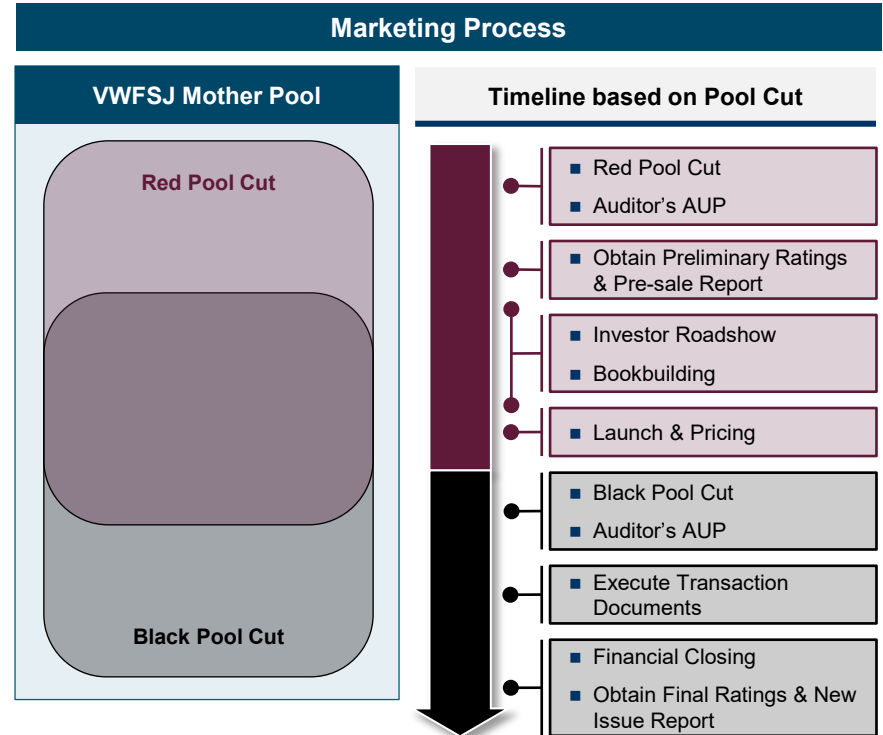 Marketing Process
VWFSJ Mother Pool
Red Pool Cut
Black Pool Cut
Timeline based on Pool Cut
■ Red Pool Cut
■ Auditor’s AUP
■ Obtain Preliminary Ratings
& Pre-sale Report
■ Investor Roadshow
■ Bookbuilding
■ Launch & Pricing
■ Black Pool Cut
■ Auditor’s AUP
■ Execute Transaction
Documents
■ Financial Closing
■ Obtain Final Ratings & New
Issue Report